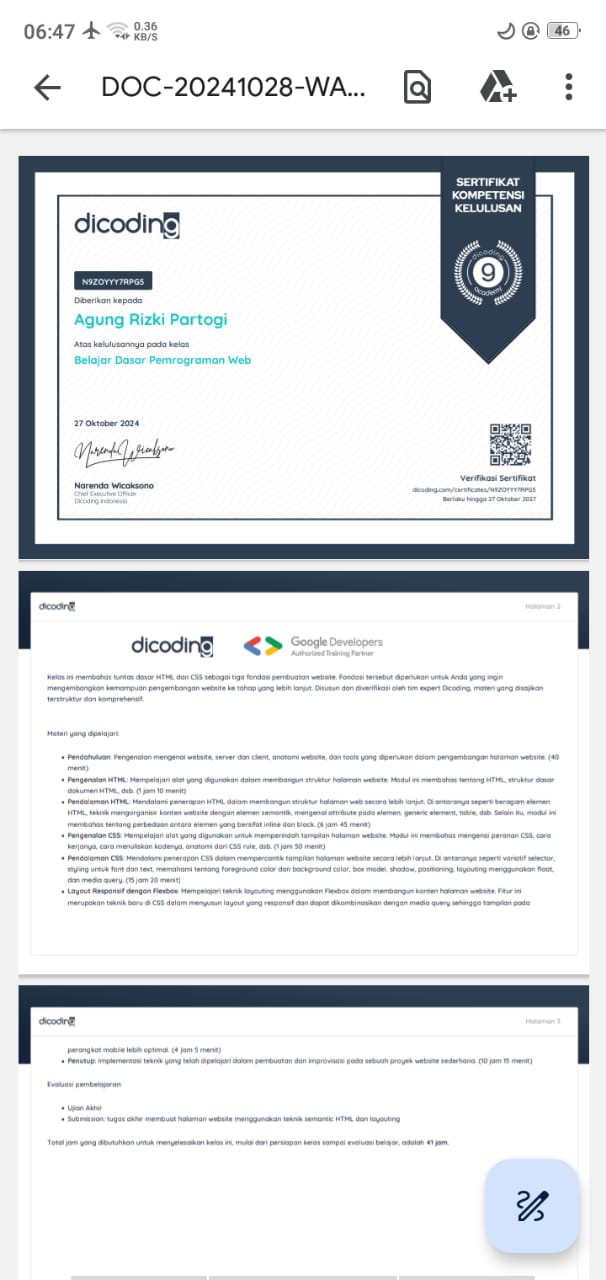 06:47 0.36 KB/S 46
DOC-20241028-WA...
SERTIFIKAT
KOMPETENSI
KELULUSAN
dicoding
dicoding
9
academy
N9ZOYYY7RPG5
Diberikan kepada
Agung Rizki Partogi
Atas kelulusannya pada kelas
Belajar Dasar Pemrograman Web
27 Oktober 2024
Narenda Wicaksono
Narenda Wicaksono
Chief Executive Officer
Dicoding Indonesia
Verifikasi Sertifikat
dicoding.com/certificates/N9ZOYYY7RPG5
Berlaku hingga 27 Oktober 2027
dicoding
Halaman 2
dicoding Google Developers
Authorized Training Partner
Kelas ini membahas tuntas dasar HTML dan CSS sebagai tiga fondasi pembuatan website. Fondasi tersebut diperlukan untuk Anda yang ingin
mengembangkan kemampuan pengembangan website ke tahap yang lebih lanjut. Disusun dan diverifikasi oleh tim expert Dicoding, materi yang disajikan
terstruktur dan komprehensif.
Materi yang dipelajari:
• Pendahuluan: Pengenalan mengenai website, server dan client, anatomi website, dan tools yang diperlukan dalam pengembangan halaman website. (40
menit)
• Pengenalan HTML: Mempelajari alat yang digunakan dalam membangun struktur halaman website. Modul ini membahas tentang HTML, struktur dasar
dokumen HTML, dsb. (1 jam 10 menit)
• Pendalaman HTML: Mendalami penerapan HTML dalam membangun struktur halaman web secara lebih lanjut. Di antaranya seperti beragam elemen
HTML, teknik mengorganisir konten website dengan elemen semantik, mengenal attribute pada elemen, generic element, table, dsb. Selain itu, modul ini
membahas tentang perbedaan antara elemen yang bersifat inline dan block. (6 jam 45 menit)
• Pengenalan CSS: Mempelajari alat yang digunakan untuk memperindah tampilan halaman website. Modul ini membahas mengenai peranan CSS, cara
kerjanya, cara menuliskan kodenya, anatomi dari CSS rule, dsb. (1 jam 50 menit)
• Pendalaman CSS: Mendalami penerapan CSS dalam mempercantik tampilan halaman website secara lebih lanjut. Di antaranya seperti variatif selector,
styling untuk font dan text, memahami tentang foreground color dan background color, box model, shadow, positioning, layouting menggunakan float,
dan media query. (15 jam 20 menit)
• Layout Responsif dengan Flexbox: Mempelajari teknik layouting menggunakan Flexbox dalam membangun konten halaman website. Fitur ini
merupakan teknik baru di CSS dalam menyusun layout yang responsif dan dapat dikombinasikan dengan media query sehingga tampilan pada
dicoding
Halaman 3
perangkat mobile lebih optimal. (4 jam 5 menit)
• Penutup: Implementasi teknik yang telah dipelajari dalam pembuatan dan improvisasi pada sebuah proyek website sederhana. (10 jam 15 menit)
Evaluasi pembelajaran:
• Ujian Akhir
• Submission: tugas akhir membuat halaman website menggunakan teknik semantic HTML dan layouting
Total jam yang dibutuhkan untuk menyelesaikan kelas ini, mulai dari persiapan kelas sampai evaluasi belajar, adalah 41 jam.